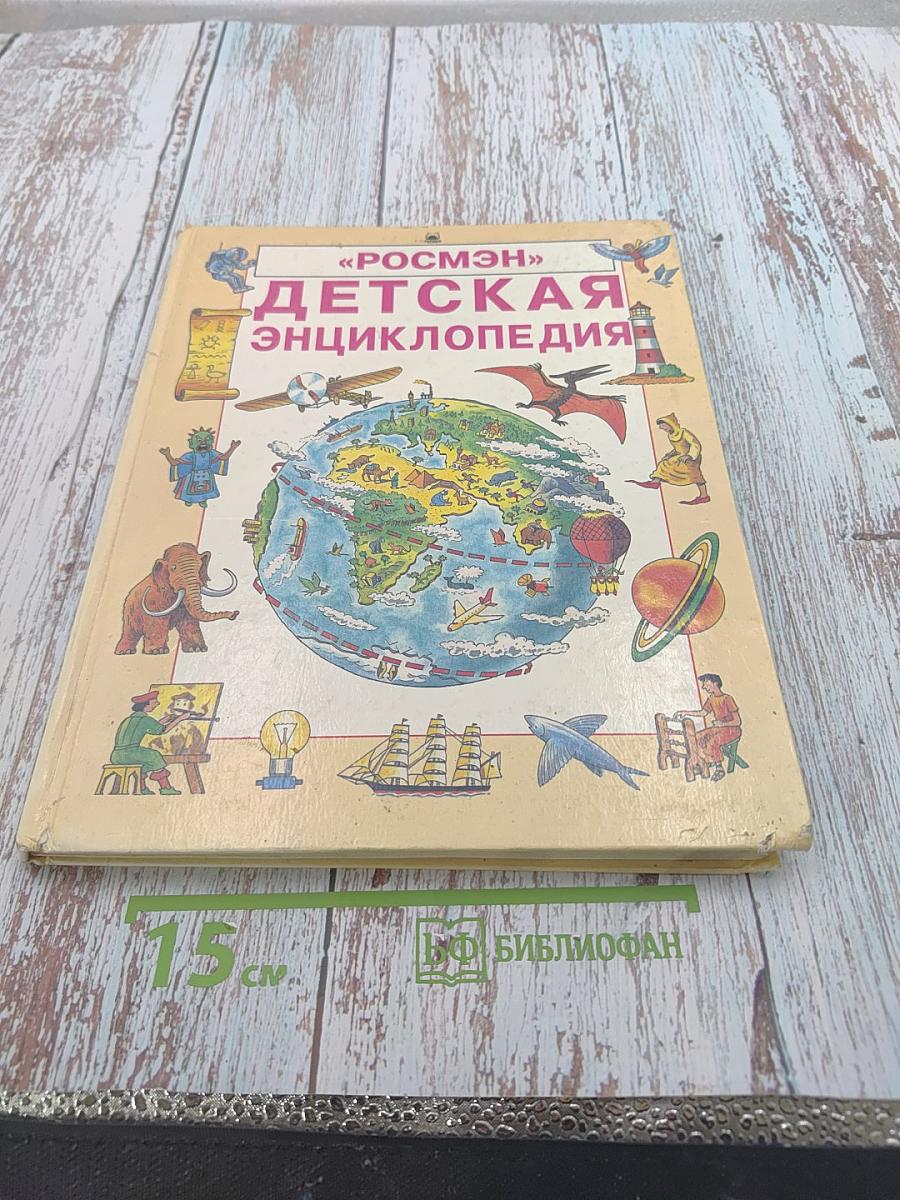 «РОСМЭН»
ДЕТСКАЯ
ЭНЦИКЛОПЕДИЯ
15 см
БФ БИБЛИОФАН